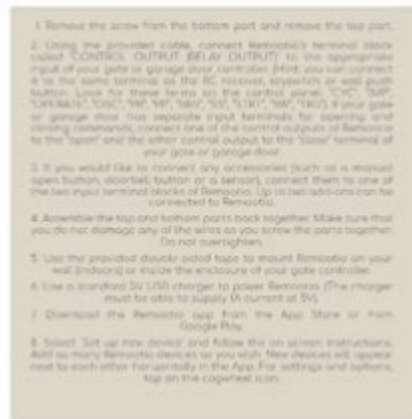 1. Remove the screw from the bottom part and remove the top part.
2. Using the provided cable, connect Remootio's terminal block
called "CONTROL OUTPUT (RELAY OUTPUT)" to the appropriate
input of your gate or garage door controller. (Hint: you can connect
it to the same terminal as the RC receiver, keyswitch or wall push
button. Look for these terms on the control panel: "CYC", "IMP",
"OPERATE", "OSC", "PB", "PP", "SBS", "SS", "START", "SW", "TRG"). If your gate
or garage door has separate input terminals for opening and
closing commands, connect one of the control outputs of Remootio
to the "open" and the other control output to the "close" terminal of
your gate or garage door.
3. If you would like to connect any accessories (such as a manual
open button, doorbell button or a sensor), connect them to one of
the two input terminal blocks of Remootio. Up to two add-ons can be
connected to Remootio.
4. Assemble the top and bottom parts back together. Make sure that
you do not damage any of the wires as you screw the parts together.
Do not overtighten.
5. Use the provided double sided tape to mount Remootio on your
wall (indoors) or inside the enclosure of your gate controller.
6. Use a standard 5V USB charger to power Remootio. (The charger
must be able to supply 1A current at 5V).
7. Download the Remootio app from the App Store or from
Google Play.
8. Select 'Set up new device' and follow the on screen instructions.
Add as many Remootio devices as you wish. New devices will appear
next to each other horizontally in the App. For settings and options,
tap on the cogwheel icon.